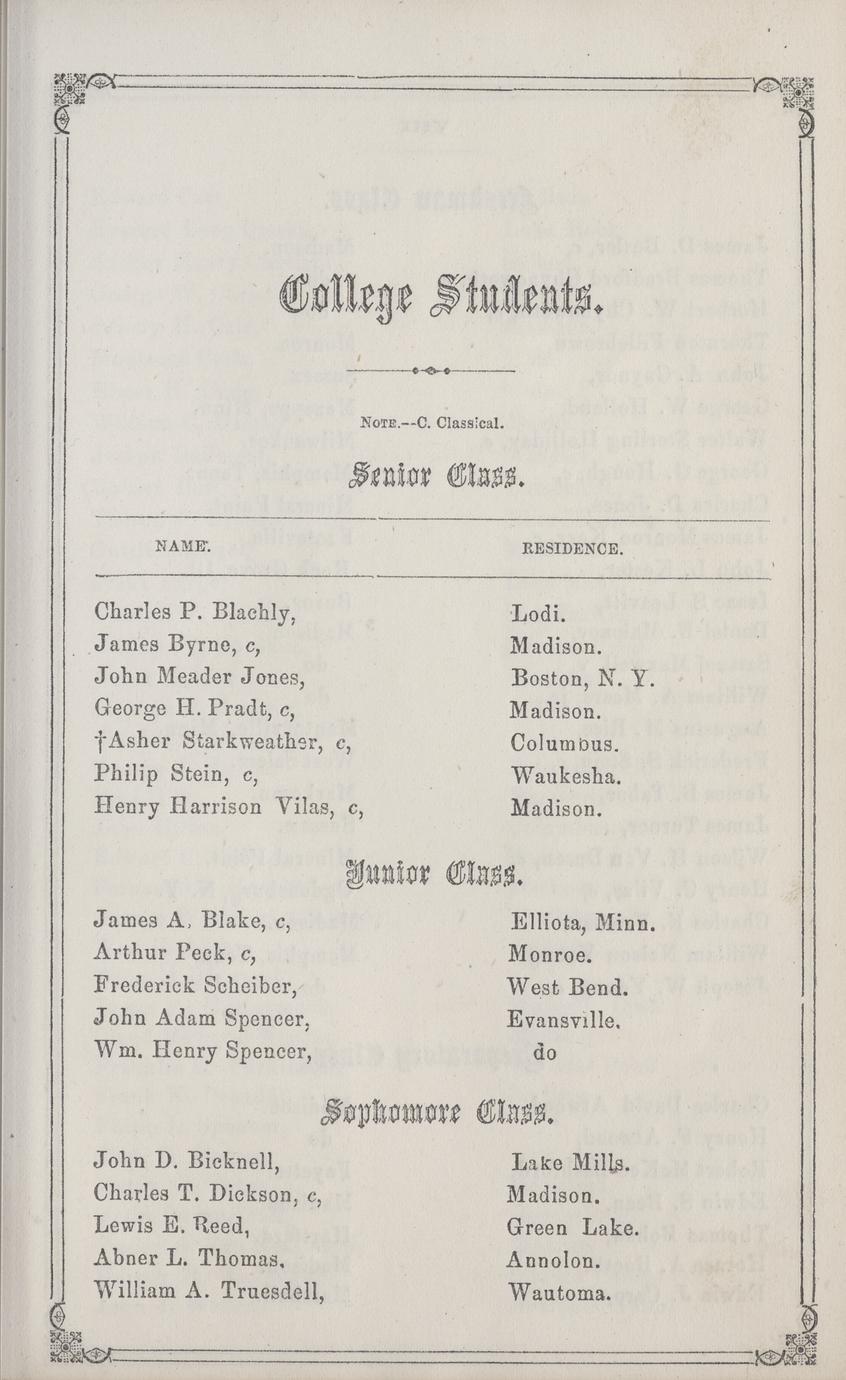 College Students.
NOTE.--C. Classical.
Senior Class.
NAME. RESIDENCE.
Charles P. Blachly, Lodi.
James Byrne, c, Madison.
John Meader Jones, Boston, N. Y.
George H. Pradt, c, Madison.
†Asher Starkweather, c, Columbus.
Philip Stein, c, Waukesha.
Henry Harrison Vilas, c, Madison.
Junior Class.
James A. Blake, c, Elliota, Minn.
Arthur Peck, c, Monroe.
Frederick Scheiber, West Bend.
John Adam Spencer, Evansville.
Wm. Henry Spencer, do
Sophomore Class.
John D. Bicknell, Lake Mills.
Charles T. Dickson, c, Madison.
Lewis E. Reed, Green Lake.
Abner L. Thomas, Annolon.
William A. Truesdell, Wautoma.